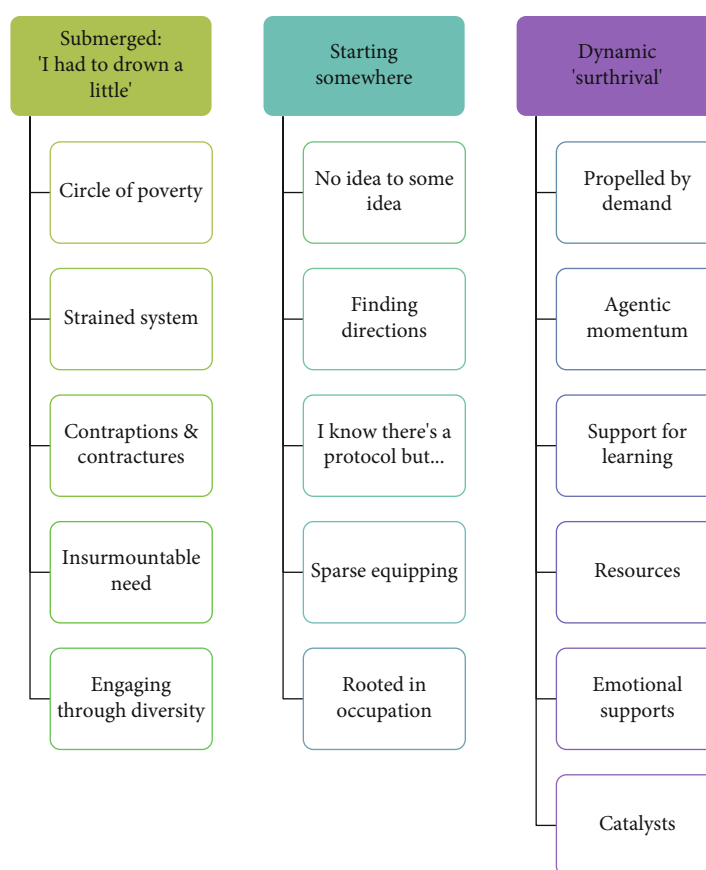 Submerged:
'I had to drown a
little'
Circle of poverty
Strained system
Contraptions &
contractures
Insurmountable
need
Engaging
through diversity
Starting
somewhere
No idea to some
idea
Finding
directions
I know there's a
protocol but...
Sparse equipping
Rooted in
occupation
Dynamic
'surthrival'
Propelled by
demand
Agentic
momentum
Support for
learning
Resources
Emotional
supports
Catalysts